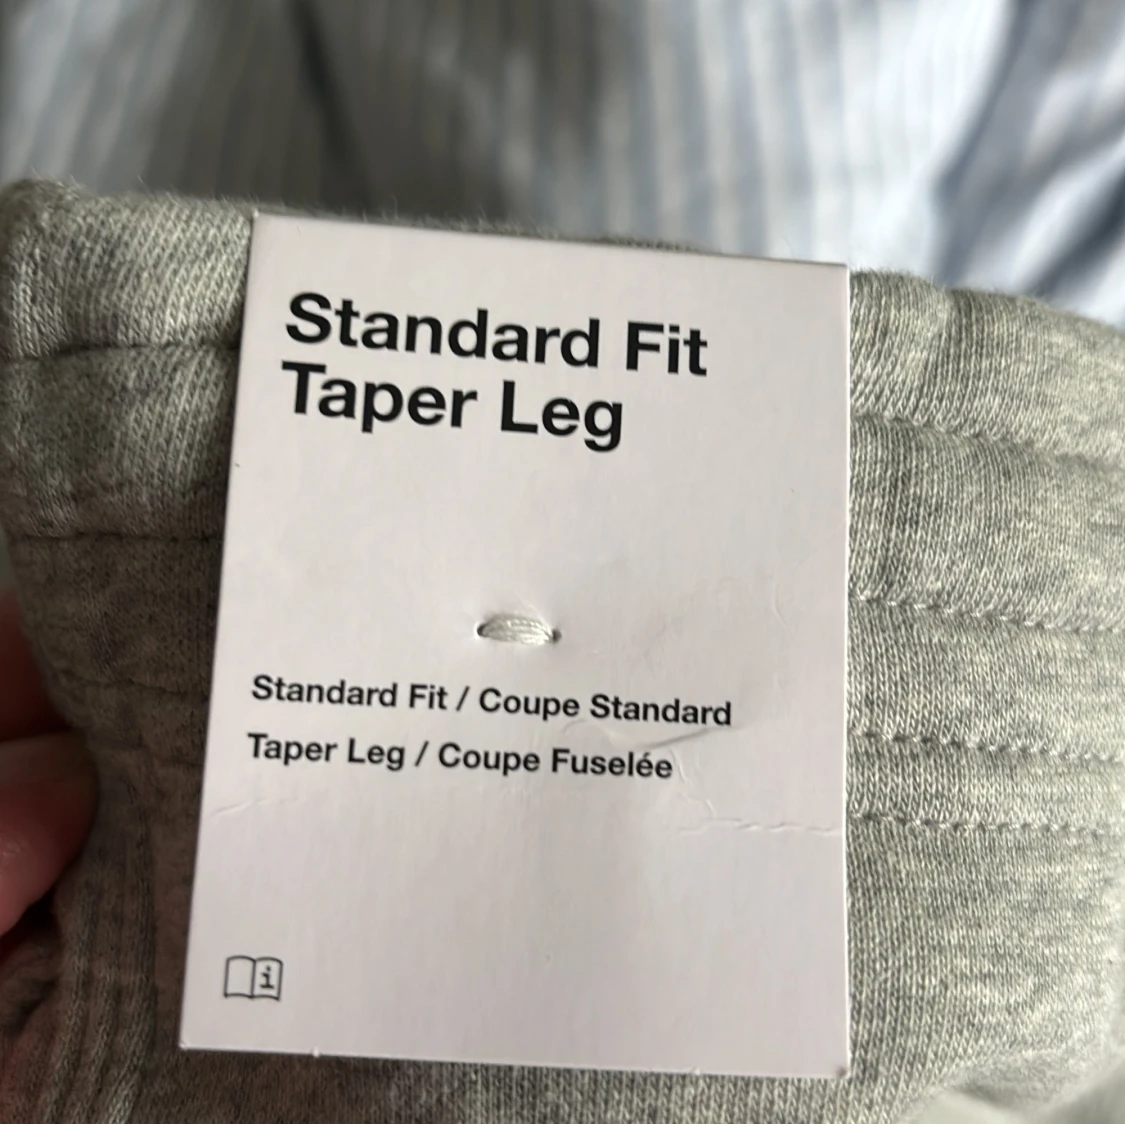 Standard Fit
Taper Leg
Standard Fit / Coupe Standard
Taper Leg / Coupe Fuselée
i